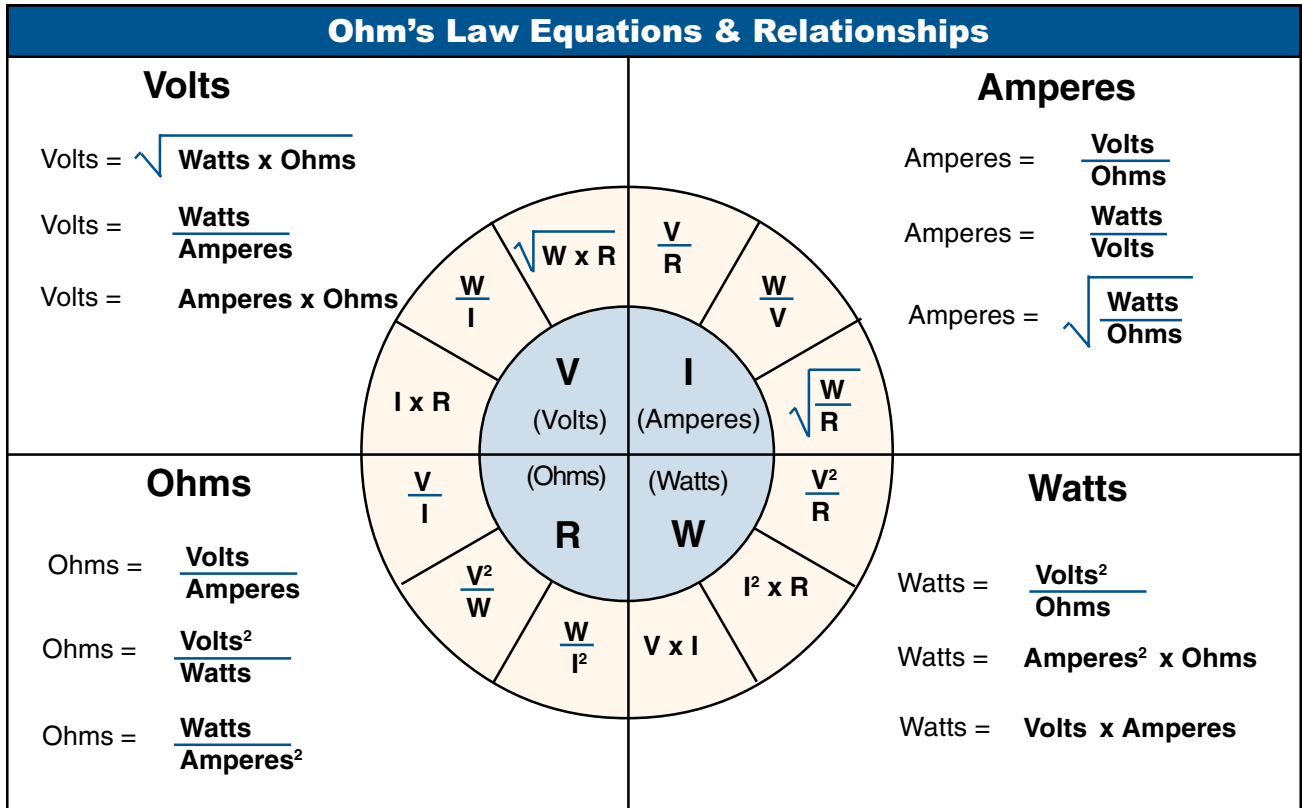 Ohm's Law Equations & Relationships
Volts
Volts = √ Watts x Ohms
Volts = Watts
Amperes
Volts = Amperes x Ohms
Amperes
Amperes = Volts
Ohms
Amperes = Watts
Volts
Amperes = √ Watts
Ohms
√ W x R
W
I
I x R
V
R
W
V
√ W
R
V
(Volts)
I
(Amperes)
(Ohms)
R
(Watts)
W
V
I
V²
W
W
I²
V²
R
I² x R
V x I
Ohms
Ohms = Volts
Amperes
Ohms = Volts²
Watts
Ohms = Watts
Amperes²
Watts
Watts = Volts²
Ohms
Watts = Amperes² x Ohms
Watts = Volts x Amperes